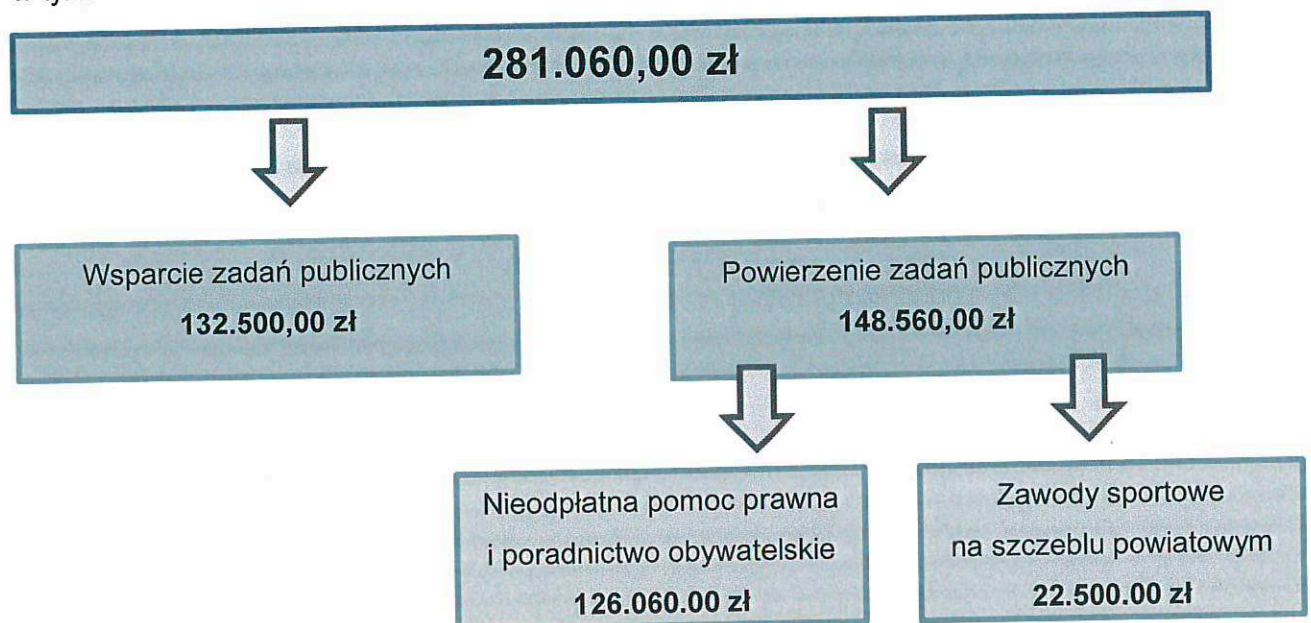 281.060,00 zł
Wsparcie zadań publicznych
132.500,00 zł
Powierzenie zadań publicznych
148.560,00 zł
Nieodpłatna pomoc prawna
i poradnictwo obywatelskie
126.060.00 zł
Zawody sportowe
na szczeblu powiatowym
22.500.00 zł